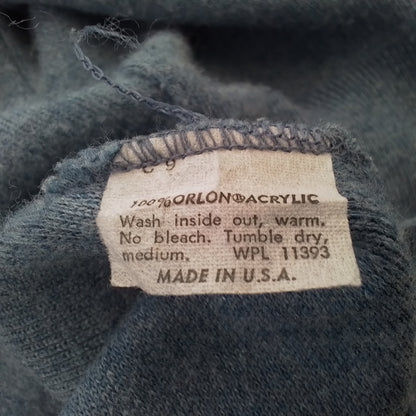 100% ORLON® ACRYLIC
Wash inside out, warm.
No bleach. Tumble dry,
medium. WPL 11393
MADE IN U.S.A.